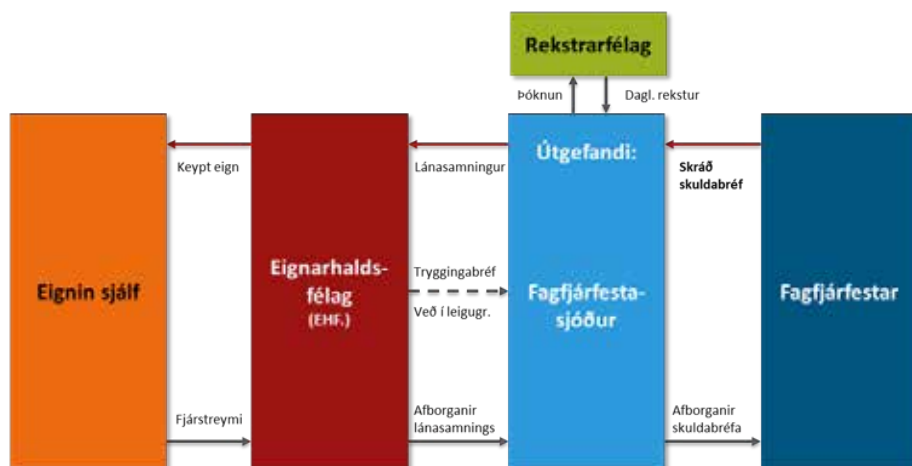 Rekstrarfélag
Þóknun
Dagl. rekstur
Útgefandi:
Keypt eign
Lánasamningur
Skráð
skuldabréf
Eignin sjálf
Eignarhalds-
félag
(EHF.)
Tryggingabréf
Veð í leigugr.
Fagfjárfesta-
sjóður
Fagfjárfestar
Fjárstreymi
Afborganir
lánasamnings
Afborganir
skuldabréfa